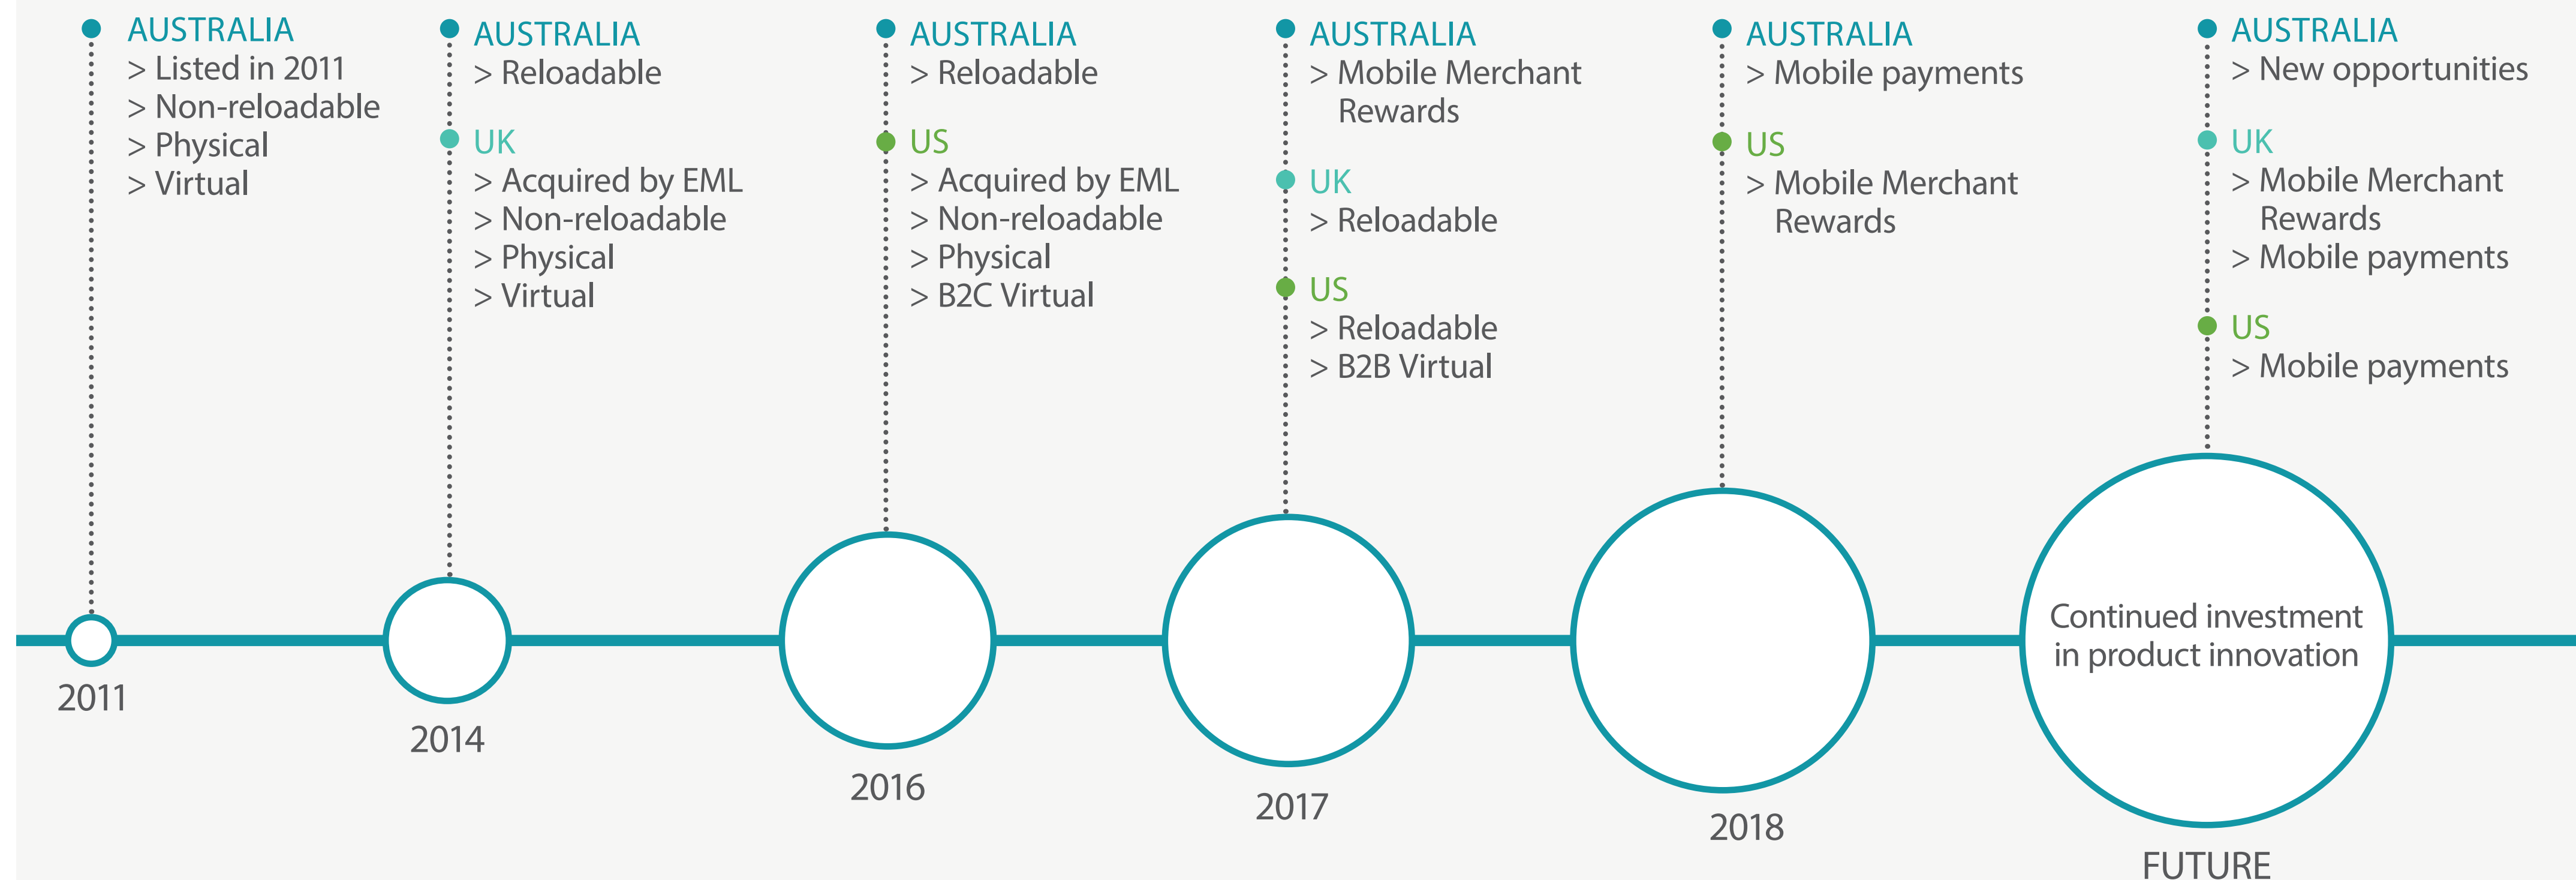 AUSTRALIA
> Listed in 2011
> Non-reloadable
> Physical
> Virtual
2011
AUSTRALIA
> Reloadable
UK
> Acquired by EML
> Non-reloadable
> Physical
> Virtual
2014
AUSTRALIA
> Reloadable
US
> Acquired by EML
> Non-reloadable
> Physical
> B2C Virtual
2016
AUSTRALIA
> Mobile Merchant
Rewards
UK
> Reloadable
US
> Reloadable
> B2B Virtual
2017
AUSTRALIA
> Mobile payments
US
> Mobile Merchant
Rewards
2018
AUSTRALIA
> New opportunities
UK
> Mobile Merchant
Rewards
> Mobile payments
US
> Mobile payments
Continued investment
in product innovation
FUTURE